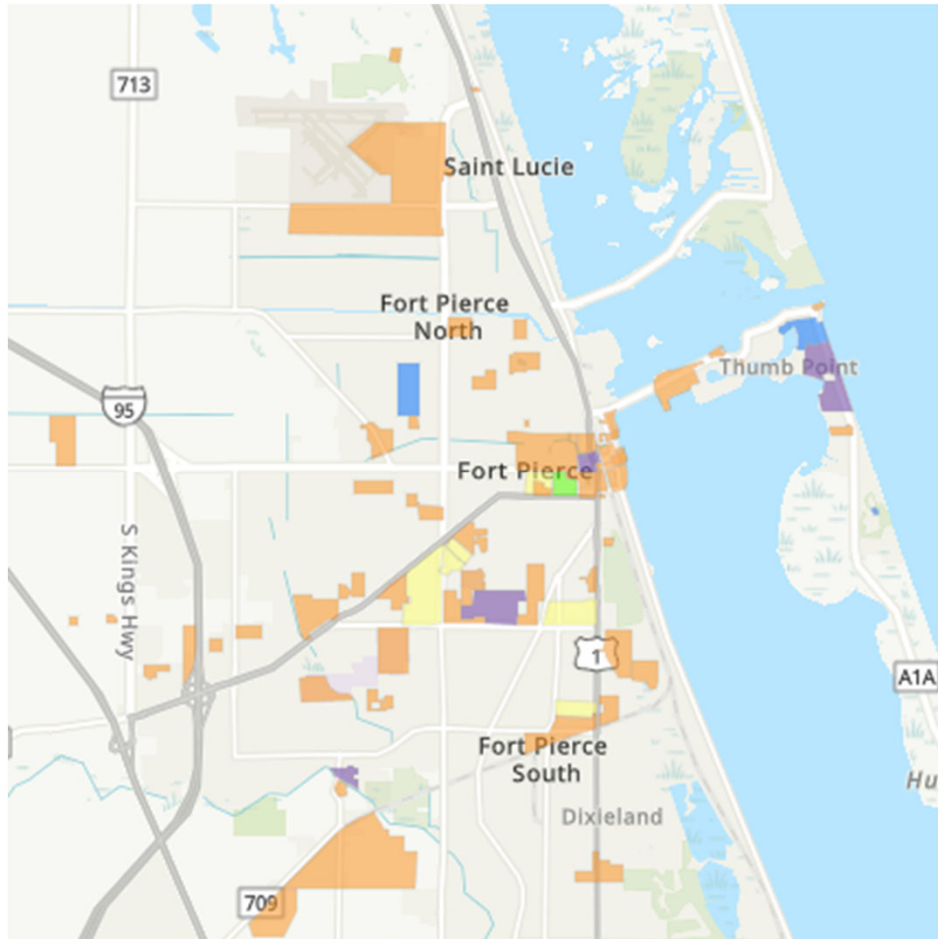 713
Saint Lucie
Fort Pierce
North
Thumb Point
95
Fort Pierce
S Kings Hwy
1
A1A
Fort Pierce
South
Hu
Dixieland
709